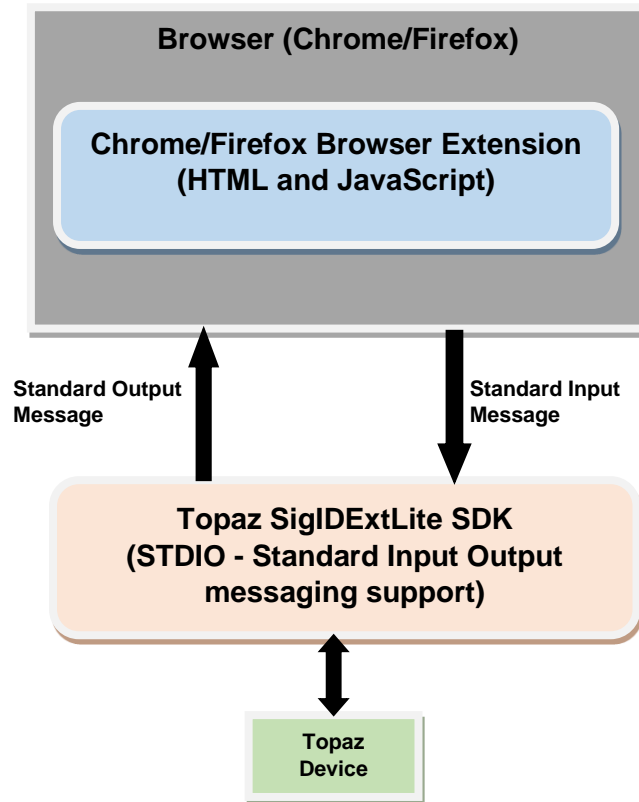 Browser (Chrome/Firefox)
Chrome/Firefox Browser Extension
(HTML and JavaScript)
Standard Output
Message
Standard Input
Message
Topaz SigIDExtLite SDK
(STDIO - Standard Input Output
messaging support)
Topaz
Device